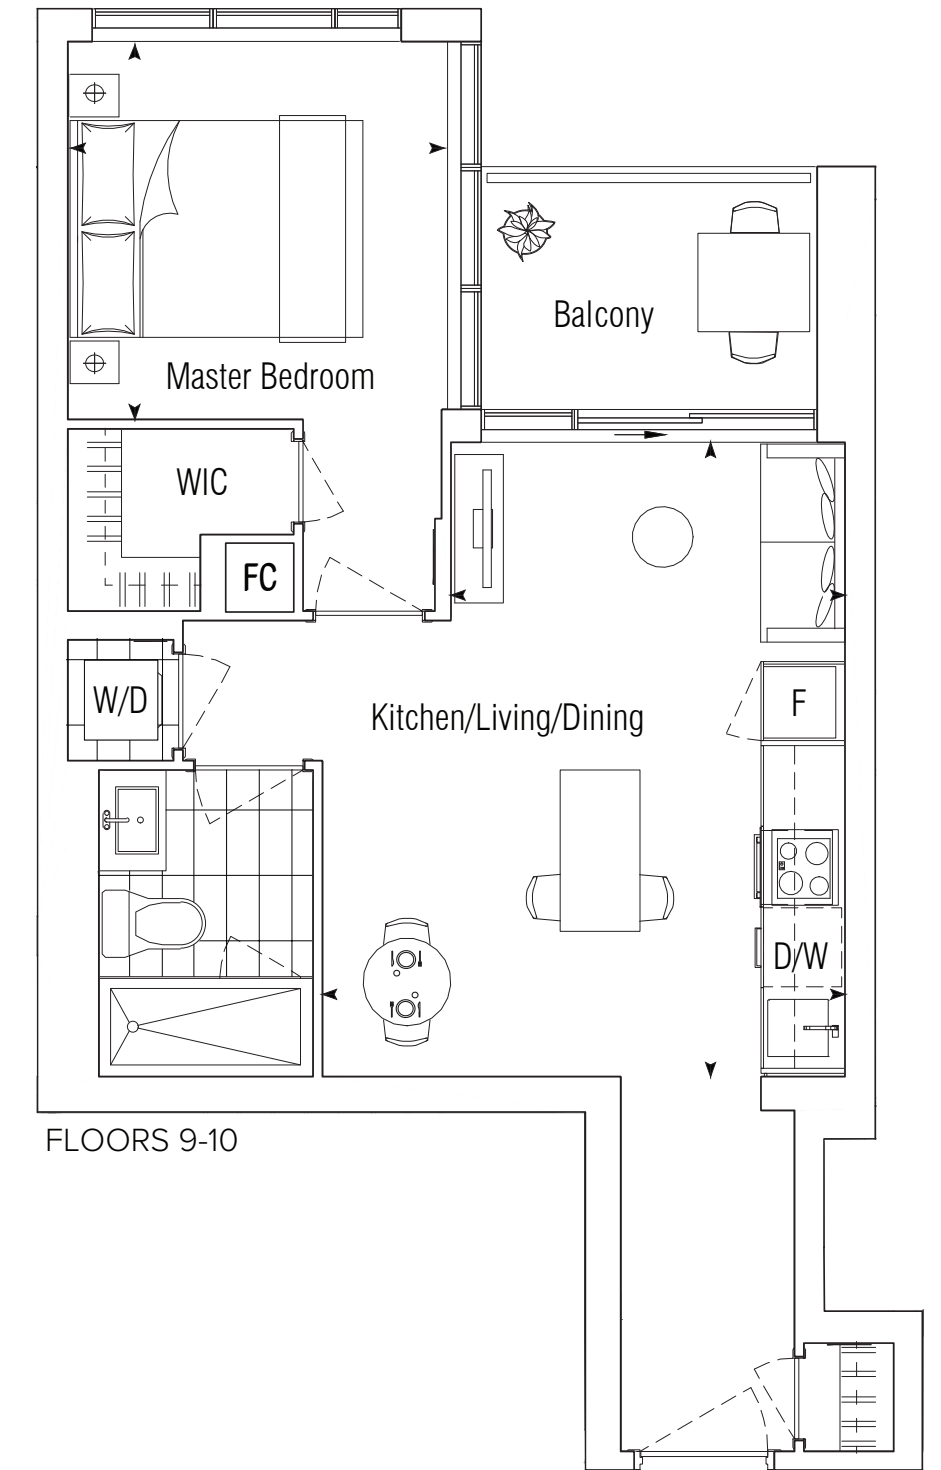 Balcony
Master Bedroom
WIC
FC
W/D
Kitchen/Living/Dining
F
D/W
FLOORS 9-10